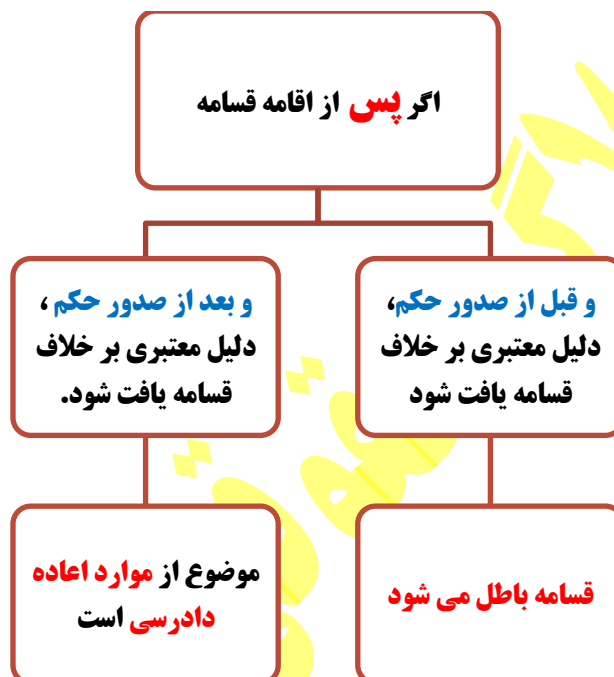 اگر پس از اقامه قسامه
و قبل از صدور حکم،
دلیل معتبری بر خلاف
قسامه یافت شود
و بعد از صدور حکم ،
دلیل معتبری بر خلاف
قسامه یافت شود.
قسامه باطل می شود
موضوع از موارد اعاده
دادرسی است